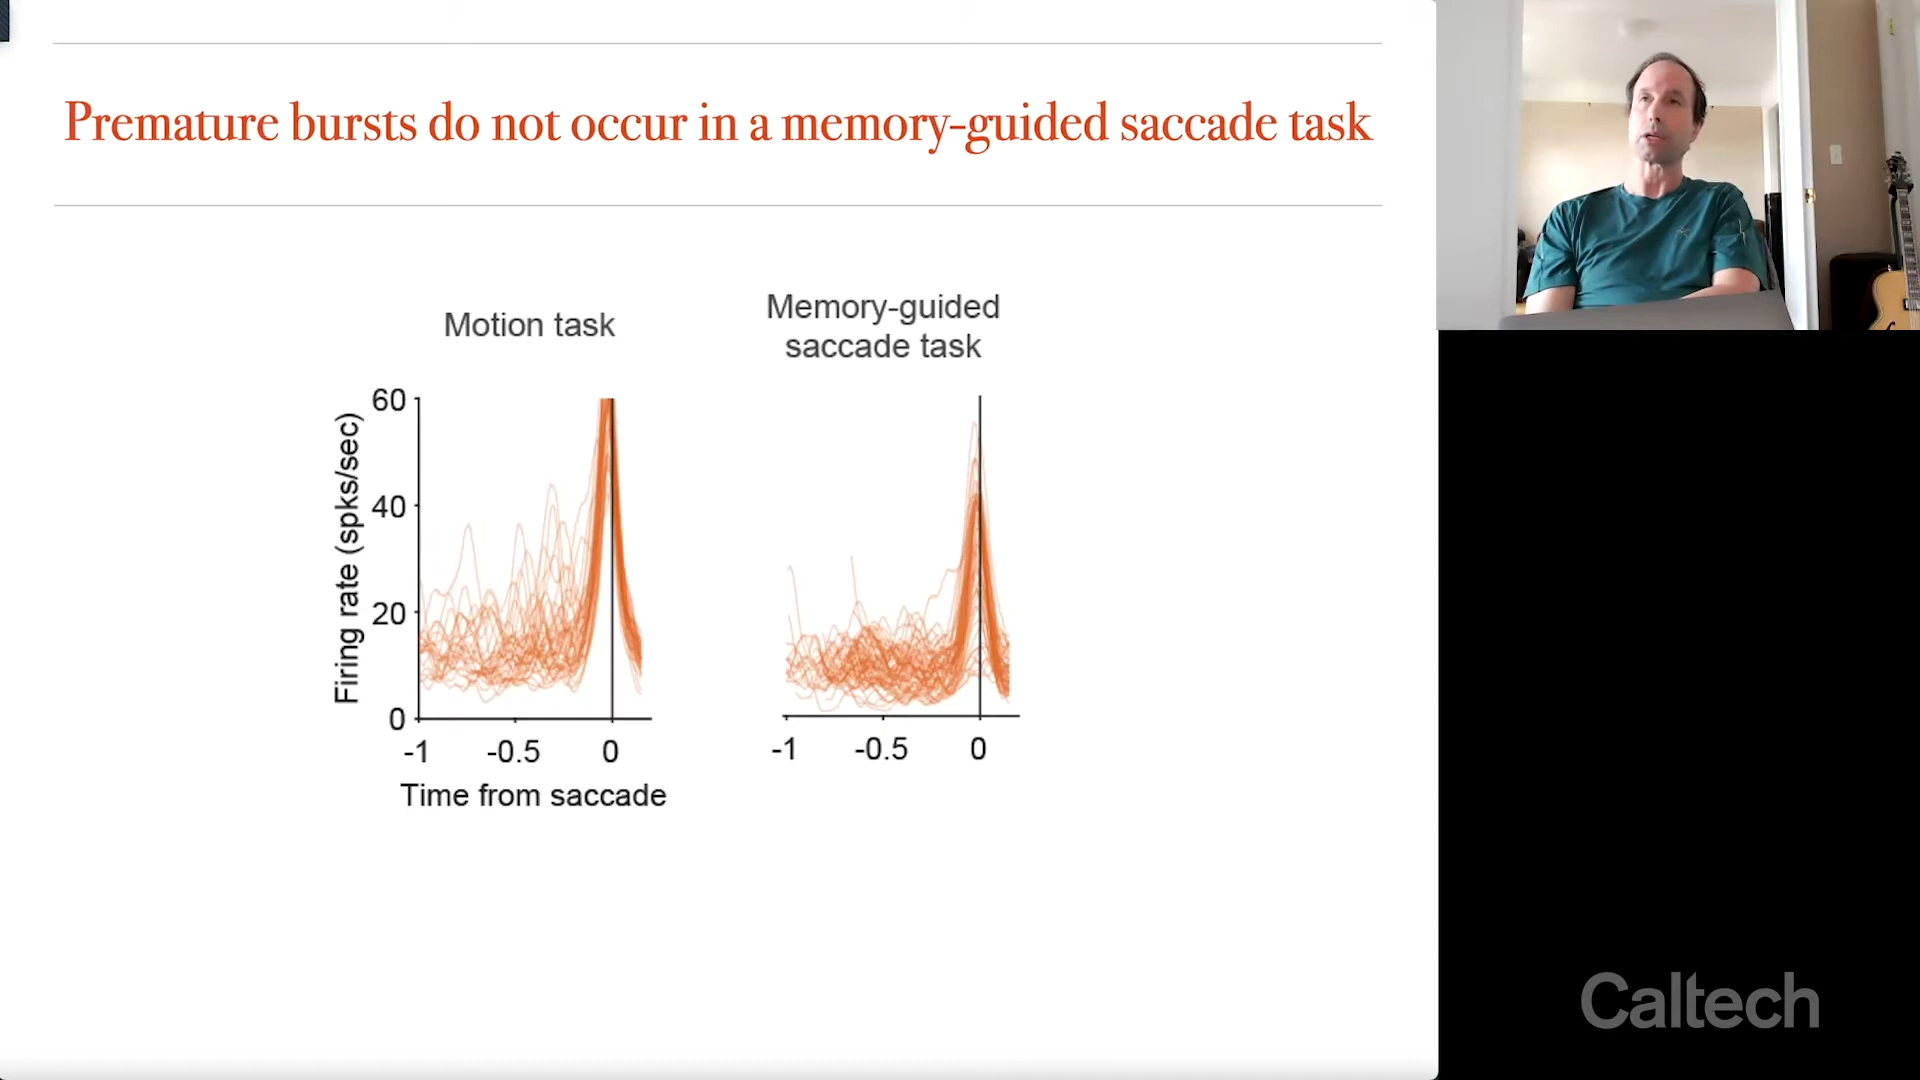 Premature bursts do not occur in a memory-guided saccade task
Motion task
Memory-guided
saccade task
Firing rate (spks/sec)
60
40
20
0
-1 -0.5 0
Time from saccade
-1 -0.5 0
Caltech